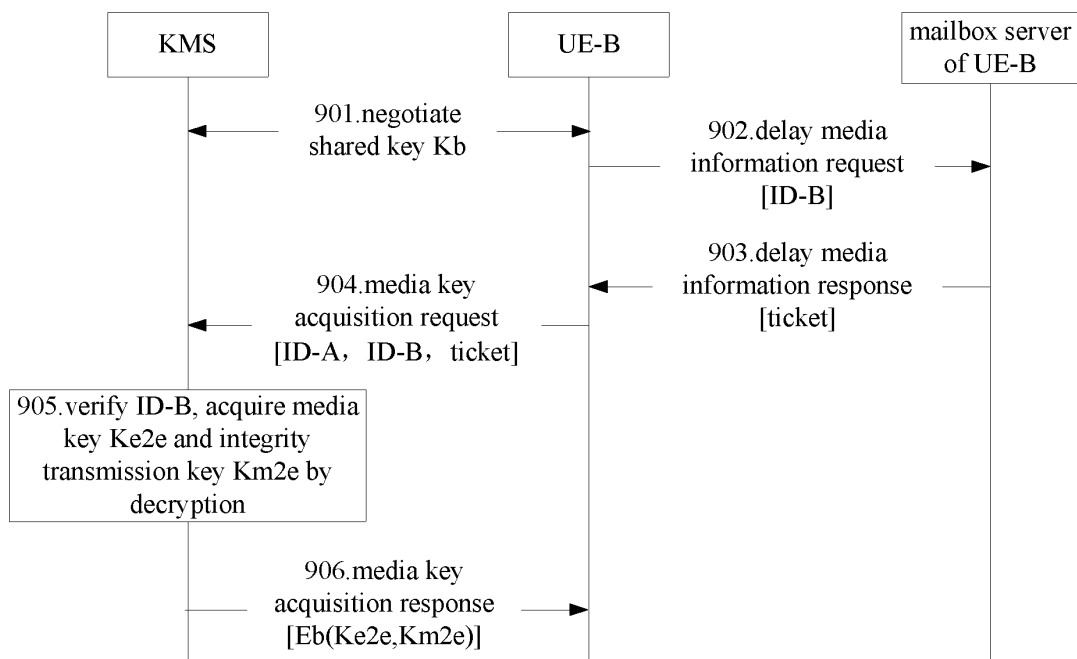 KMS
UE-B
mailbox server
of UE-B
901.negotiate
shared key Kb
902.delay media
information request
[ID-B]
903.delay media
information response
[ticket]
904.media key
acquisition request
[ID-A，ID-B，ticket]
905.verify ID-B, acquire media
key Ke2e and integrity
transmission key Km2e by
decryption
906.media key
acquisition response
[Eb(Ke2e,Km2e)]